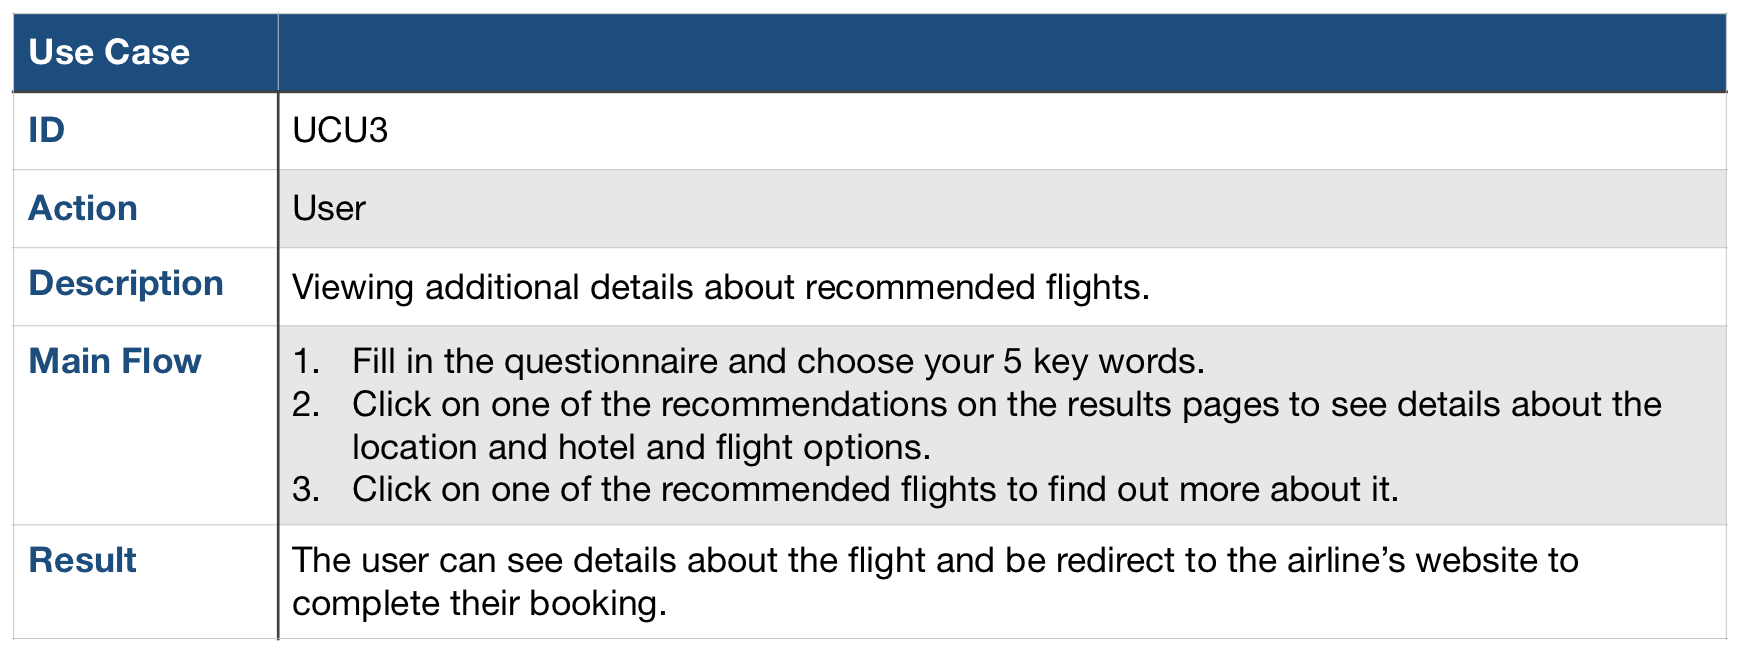 Use Case
ID UCU3
Action User
Description Viewing additional details about recommended flights.
Main Flow 1. Fill in the questionnaire and choose your 5 key words.
2. Click on one of the recommendations on the results pages to see details about the
location and hotel and flight options.
3. Click on one of the recommended flights to find out more about it.
Result The user can see details about the flight and be redirect to the airline’s website to
complete their booking.